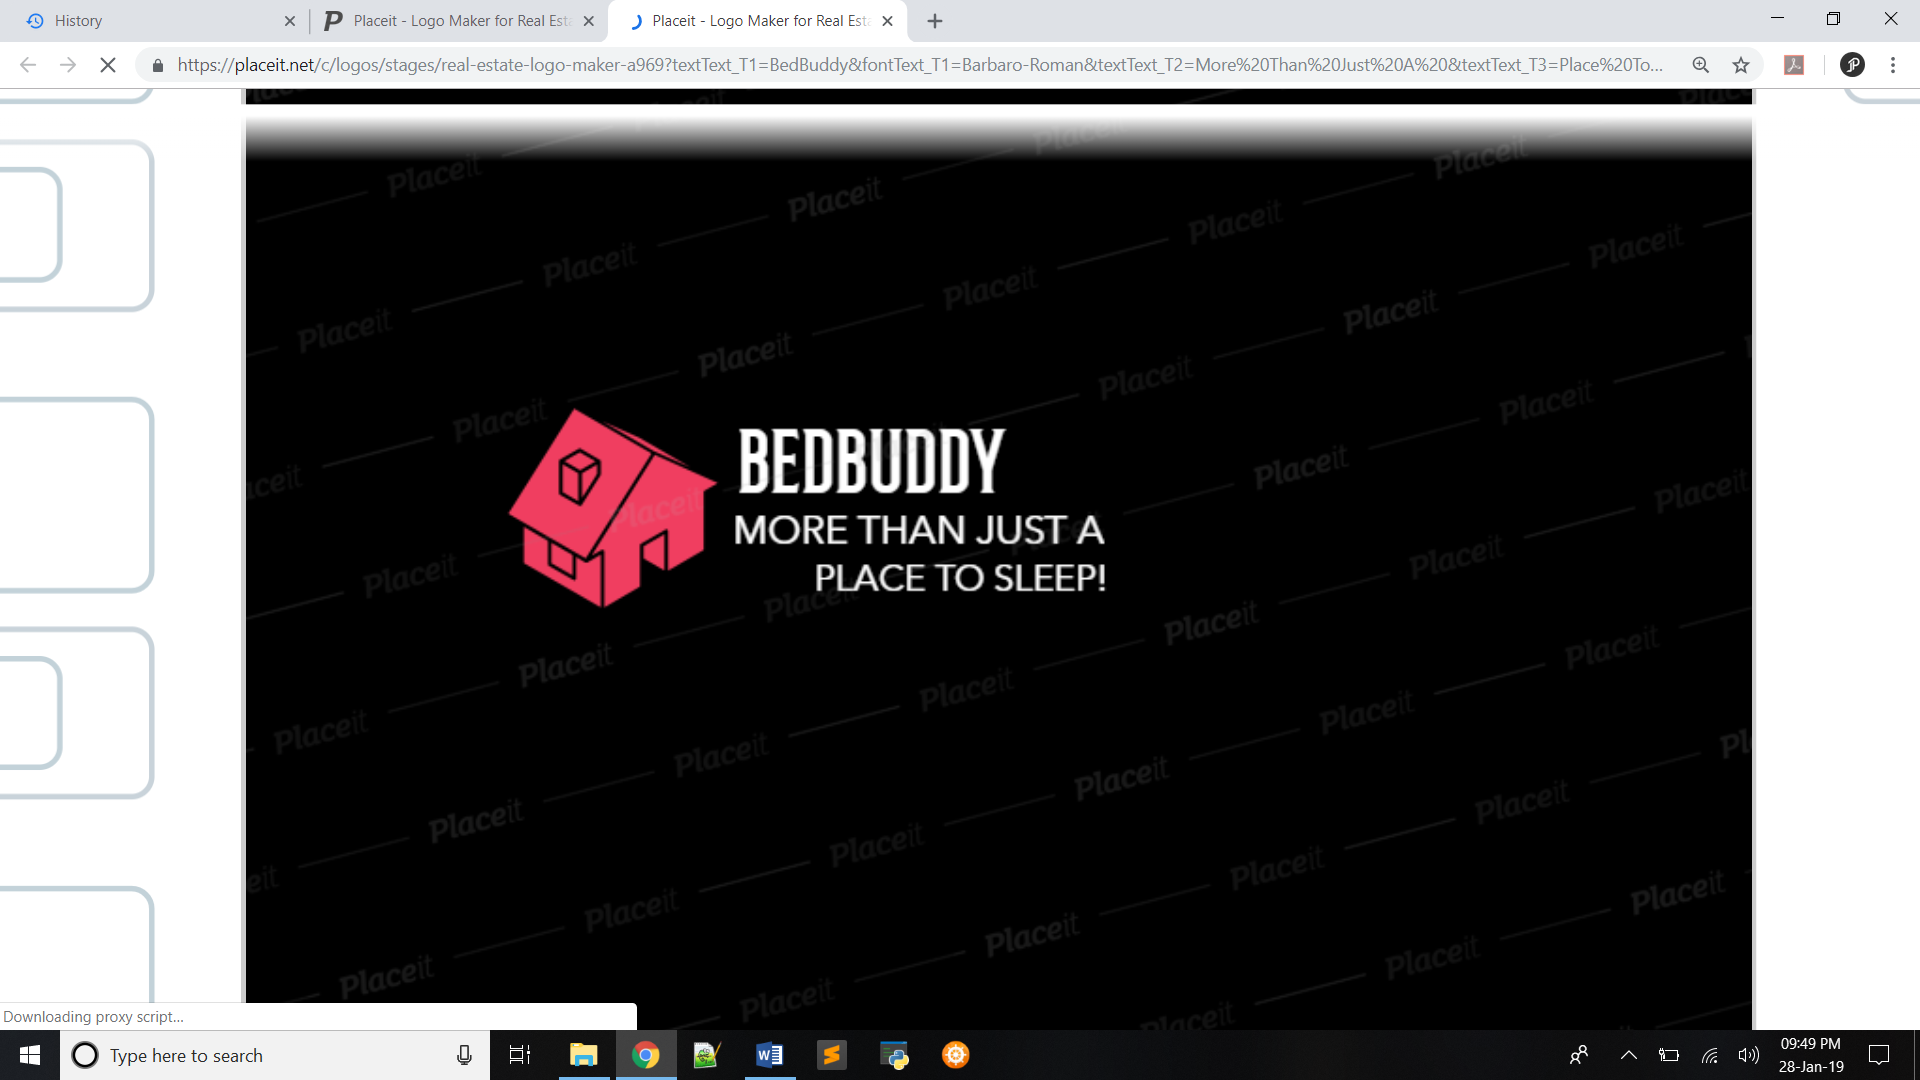 History
Placeit - Logo Maker for Real Est
Placeit - Logo Maker for Real Esta
https://placeit.net/c/logos/stages/real-estate-logo-maker-a969?textText_T1=BedBuddy&fontText_T1=Barbaro-Roman&textText_T2=More%20Than%20Just%20A%20&textText_T3=Place%20To...
Placeit
BEDBUDDY
MORE THAN JUST A
PLACE TO SLEEP!
Downloading proxy script...
Type here to search
09:49 PM
28-Jan-19